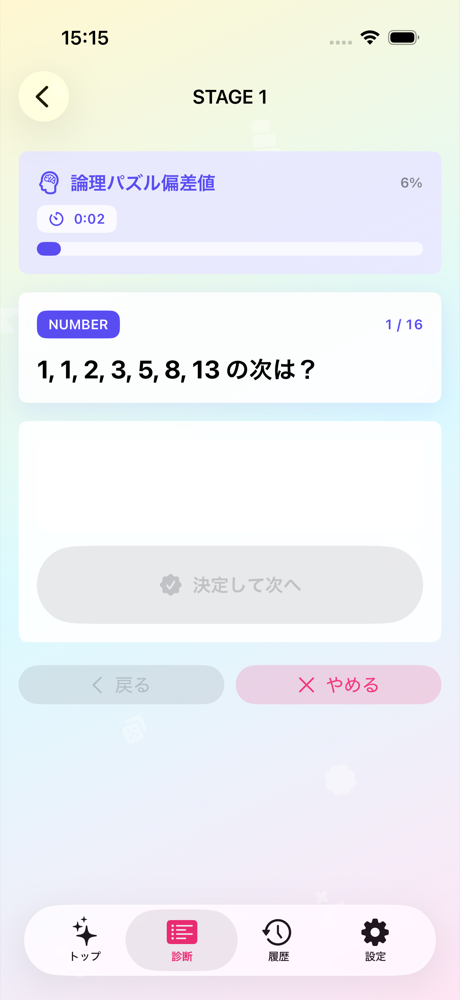 15:15
STAGE 1
論理パズル偏差値
6%
0:02
NUMBER
1 / 16
1, 1, 2, 3, 5, 8, 13 の次は？
決定して次へ
戻る
やめる
トップ
診断
履歴
設定